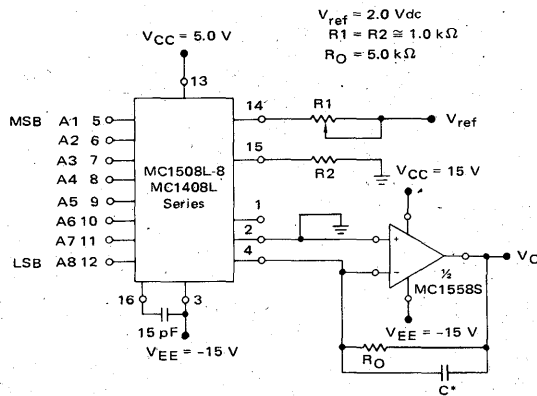 V_ref = 2.0 Vdc
R1 = R2 ≅ 1.0 kΩ
R_O = 5.0 kΩ
V_CC = 5.0 V
13
MSB A1 5
A2 6
A3 7
A4 8
A5 9
A6 10
A7 11
LSB A8 12
MC1508L-8
MC1408L
Series
14
R1
V_ref
15
R2
1
2
4
V_CC = 15 V
+
−
½
MC1558S
V_O
V_EE = -15 V
16
3
15 pF
V_EE = -15 V
R_O
C*